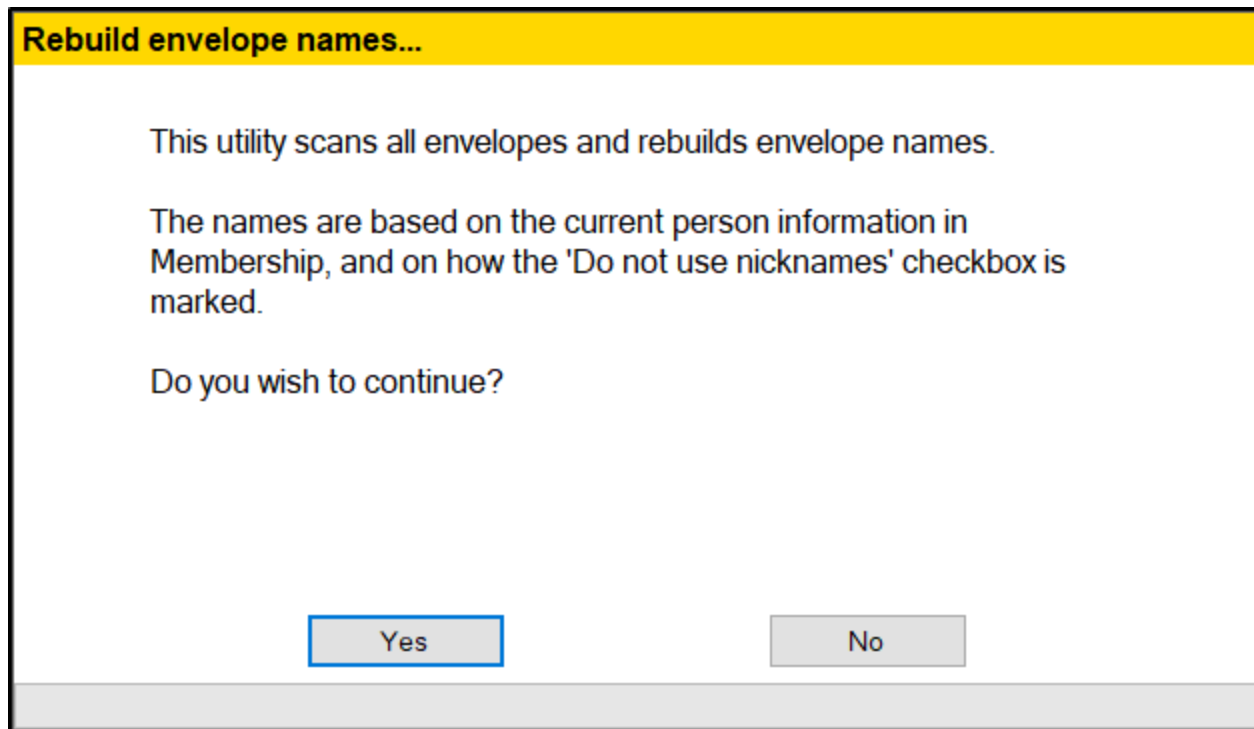 Rebuild envelope names...
This utility scans all envelopes and rebuilds envelope names.
The names are based on the current person information in
Membership, and on how the 'Do not use nicknames' checkbox is
marked.
Do you wish to continue?
Yes
No